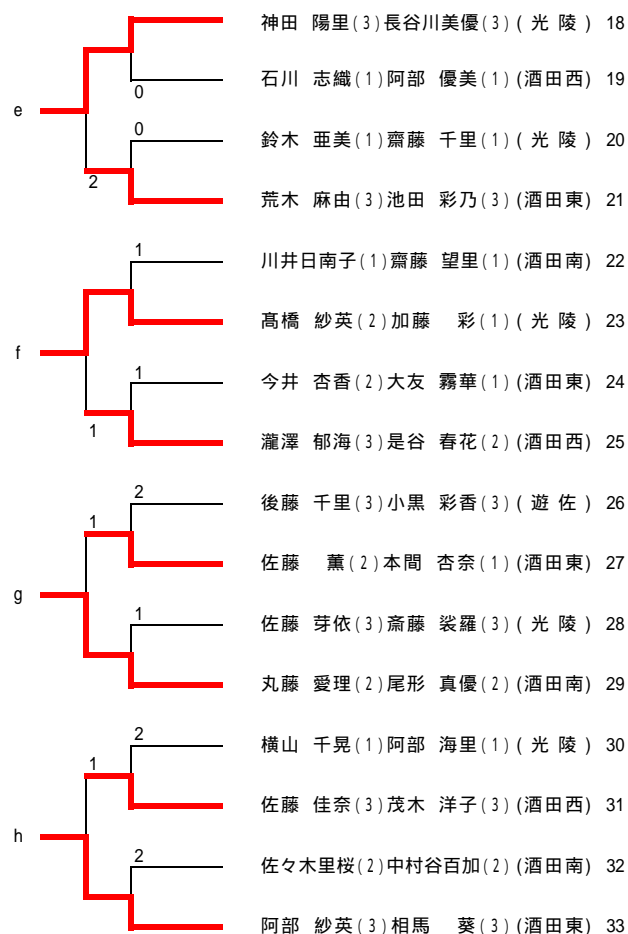 神田 陽里(3)長谷川美優(3) ( 光 陵 ) 18
石川 志織(1)阿部 優美(1) (酒田西) 19
0
e
0
鈴木 亜美(1)齋藤 千里(1) ( 光 陵 ) 20
2
荒木 麻由(3)池田 彩乃(3) (酒田東) 21
1
川井日南子(1)齋藤 望里(1) (酒田南) 22
髙橋 紗英(2)加藤 彩(1) ( 光 陵 ) 23
f
1
今井 杏香(2)大友 霧華(1) (酒田東) 24
1
瀧澤 郁海(3)是谷 春花(2) (酒田西) 25
2
後藤 千里(3)小黒 彩香(3) ( 遊 佐 ) 26
1
佐藤 薫(2)本間 杏奈(1) (酒田東) 27
g
1
佐藤 芽依(3)斎藤 裟羅(3) ( 光 陵 ) 28
丸藤 愛理(2)尾形 真優(2) (酒田南) 29
2
横山 千晃(1)阿部 海里(1) ( 光 陵 ) 30
1
佐藤 佳奈(3)茂木 洋子(3) (酒田西) 31
h
2
佐々木里桜(2)中村谷百加(2) (酒田南) 32
阿部 紗英(3)相馬 葵(3) (酒田東) 33